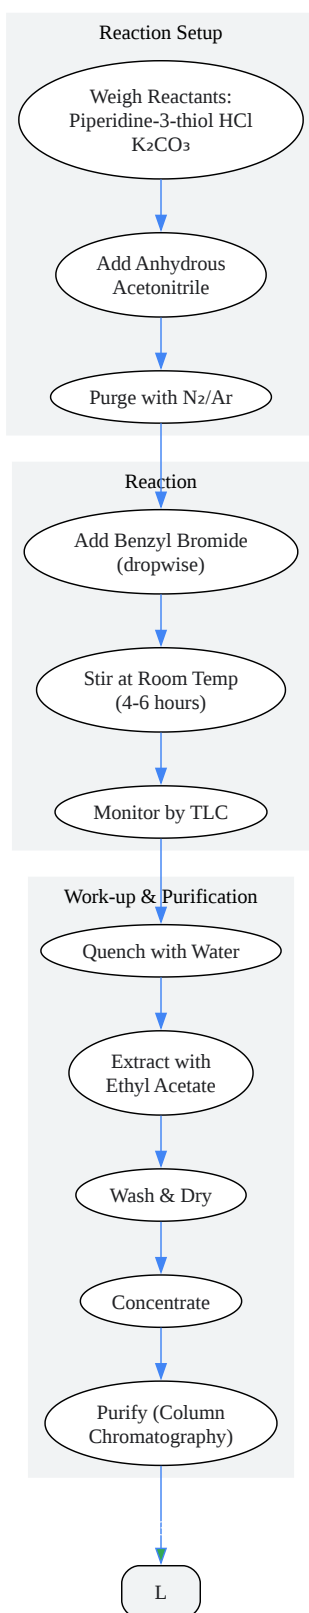 Reaction Setup
Weigh Reactants:
Piperidine-3-thiol HCl
K₂CO₃
Add Anhydrous
Acetonitrile
Purge with N₂/Ar
Reaction
Add Benzyl Bromide
(dropwise)
Stir at Room Temp
(4-6 hours)
Monitor by TLC
Work-up & Purification
Quench with Water
Extract with
Ethyl Acetate
Wash & Dry
Concentrate
Purify (Column
Chromatography)
L